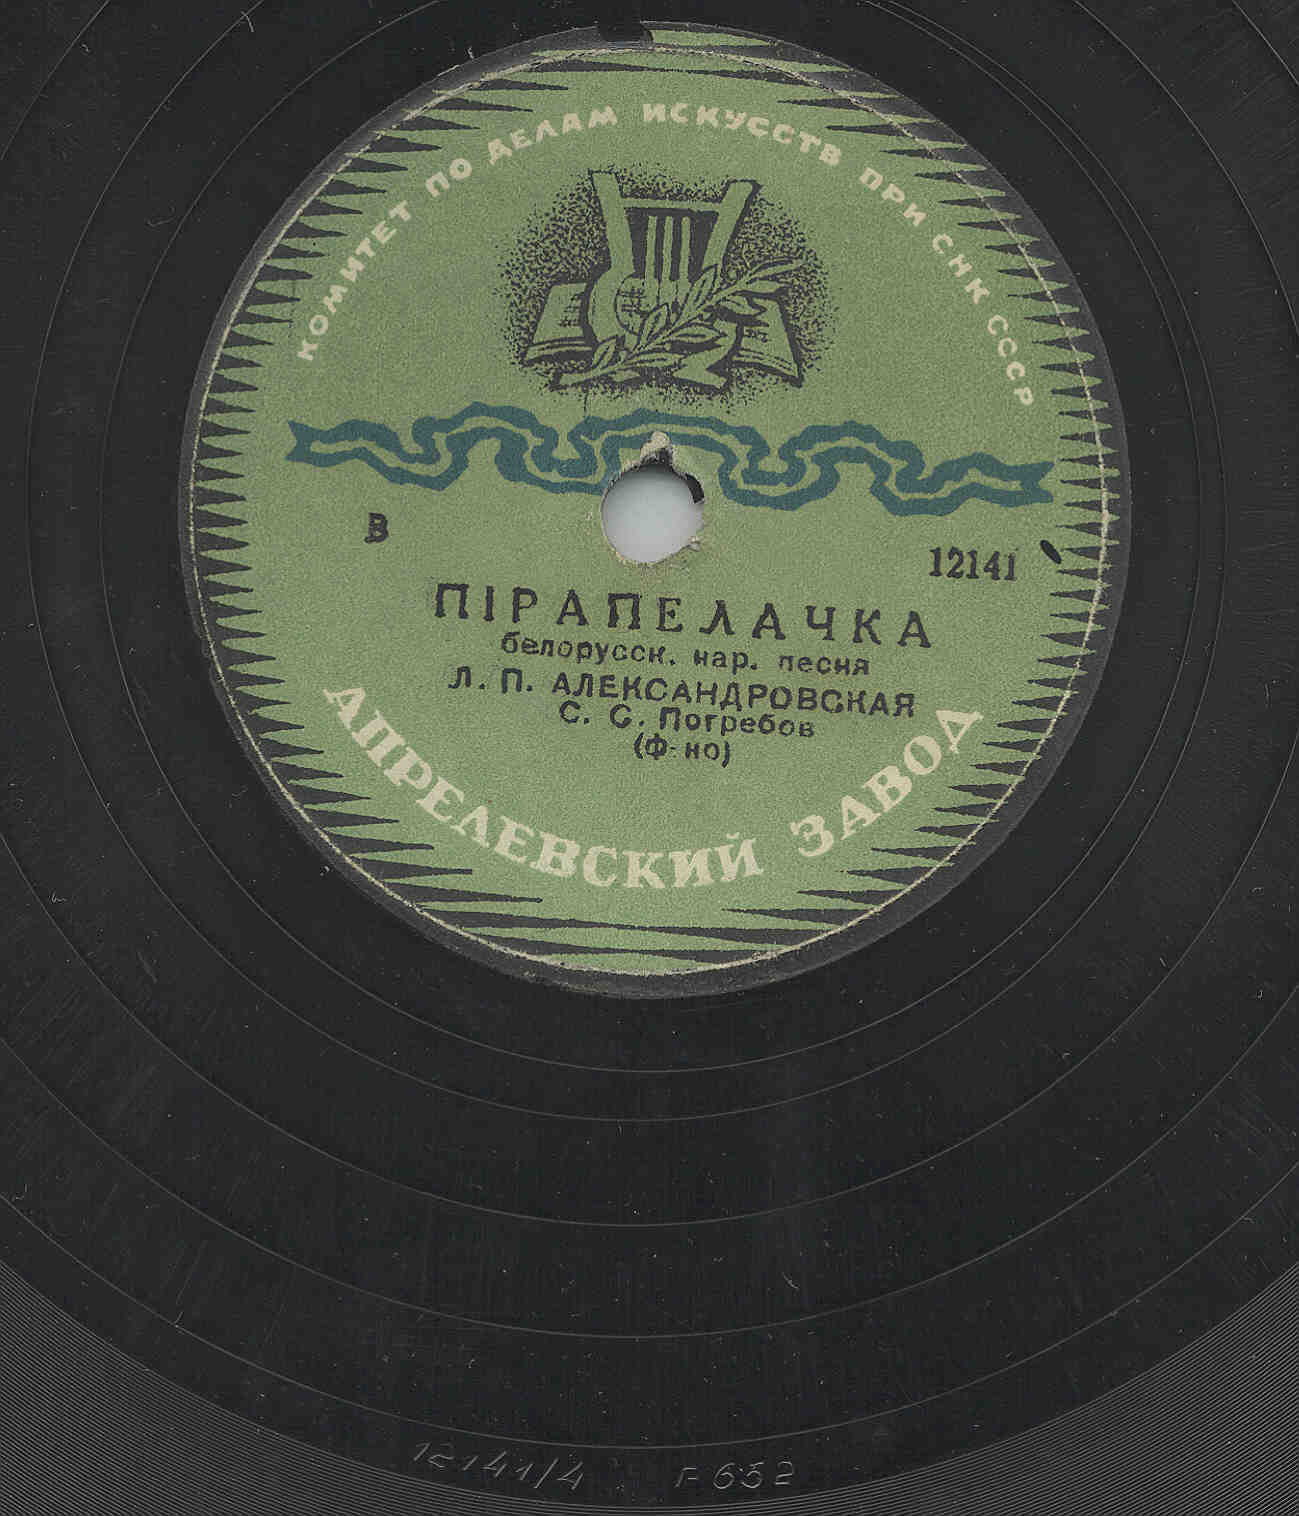 КОМИТЕТ ПО ДЕЛАМ ИСКУССТВ ПРИ СНК СССР
В
12141
ПІРАПЕЛАЧКА
белорусск. нар. песня
Л. П. АЛЕКСАНДРОВСКАЯ
С. С. Погребов
(ф-но)
АПРЕЛЕВСКИЙ ЗАВОД
12141/4 Г 652